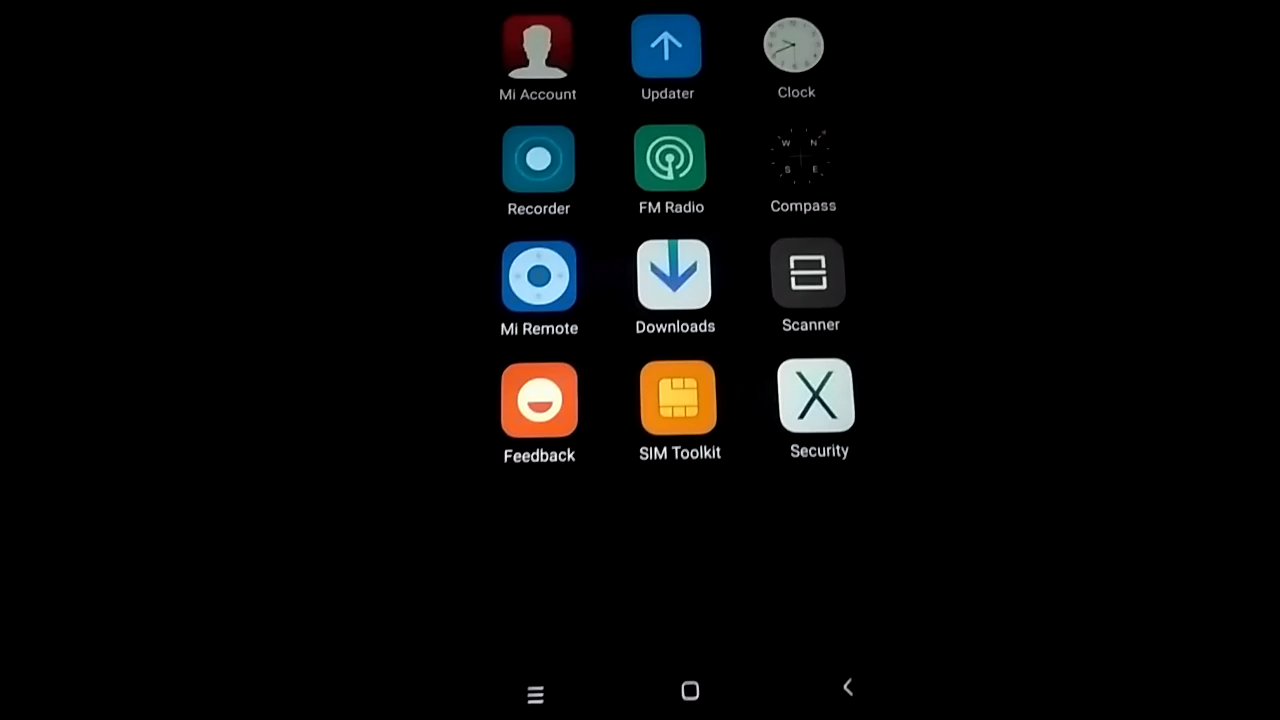 Mi Account
Updater
Clock
Recorder
FM Radio
W N
S E
Compass
Mi Remote
Downloads
Scanner
Feedback
SIM Toolkit
X
Security